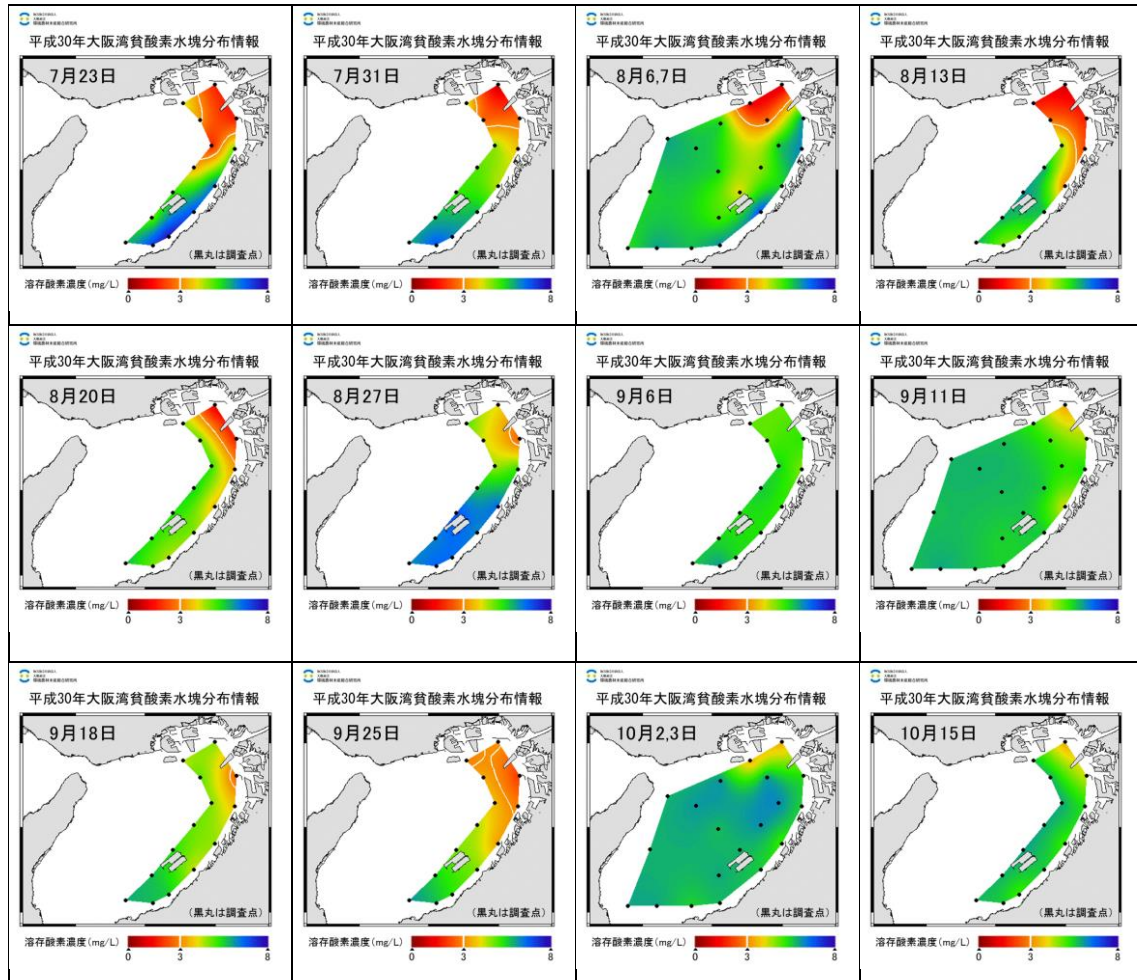 平成30年大阪湾貧酸素水塊分布情報
7月23日
(黒丸は調査点)
溶存酸素濃度(mg/L)
0 3 8
平成30年大阪湾貧酸素水塊分布情報
7月31日
(黒丸は調査点)
溶存酸素濃度(mg/L)
0 3 8
平成30年大阪湾貧酸素水塊分布情報
8月6,7日
(黒丸は調査点)
溶存酸素濃度(mg/L)
0 3 8
平成30年大阪湾貧酸素水塊分布情報
8月13日
(黒丸は調査点)
溶存酸素濃度(mg/L)
0 3 8
平成30年大阪湾貧酸素水塊分布情報
8月20日
(黒丸は調査点)
溶存酸素濃度(mg/L)
0 3 8
平成30年大阪湾貧酸素水塊分布情報
8月27日
(黒丸は調査点)
溶存酸素濃度(mg/L)
0 3 8
平成30年大阪湾貧酸素水塊分布情報
9月6日
(黒丸は調査点)
溶存酸素濃度(mg/L)
0 3 8
平成30年大阪湾貧酸素水塊分布情報
9月11日
(黒丸は調査点)
溶存酸素濃度(mg/L)
0 3 8
平成30年大阪湾貧酸素水塊分布情報
9月18日
(黒丸は調査点)
溶存酸素濃度(mg/L)
0 3 8
平成30年大阪湾貧酸素水塊分布情報
9月25日
(黒丸は調査点)
溶存酸素濃度(mg/L)
0 3 8
平成30年大阪湾貧酸素水塊分布情報
10月2,3日
(黒丸は調査点)
溶存酸素濃度(mg/L)
0 3 8
平成30年大阪湾貧酸素水塊分布情報
10月15日
(黒丸は調査点)
溶存酸素濃度(mg/L)
0 3 8